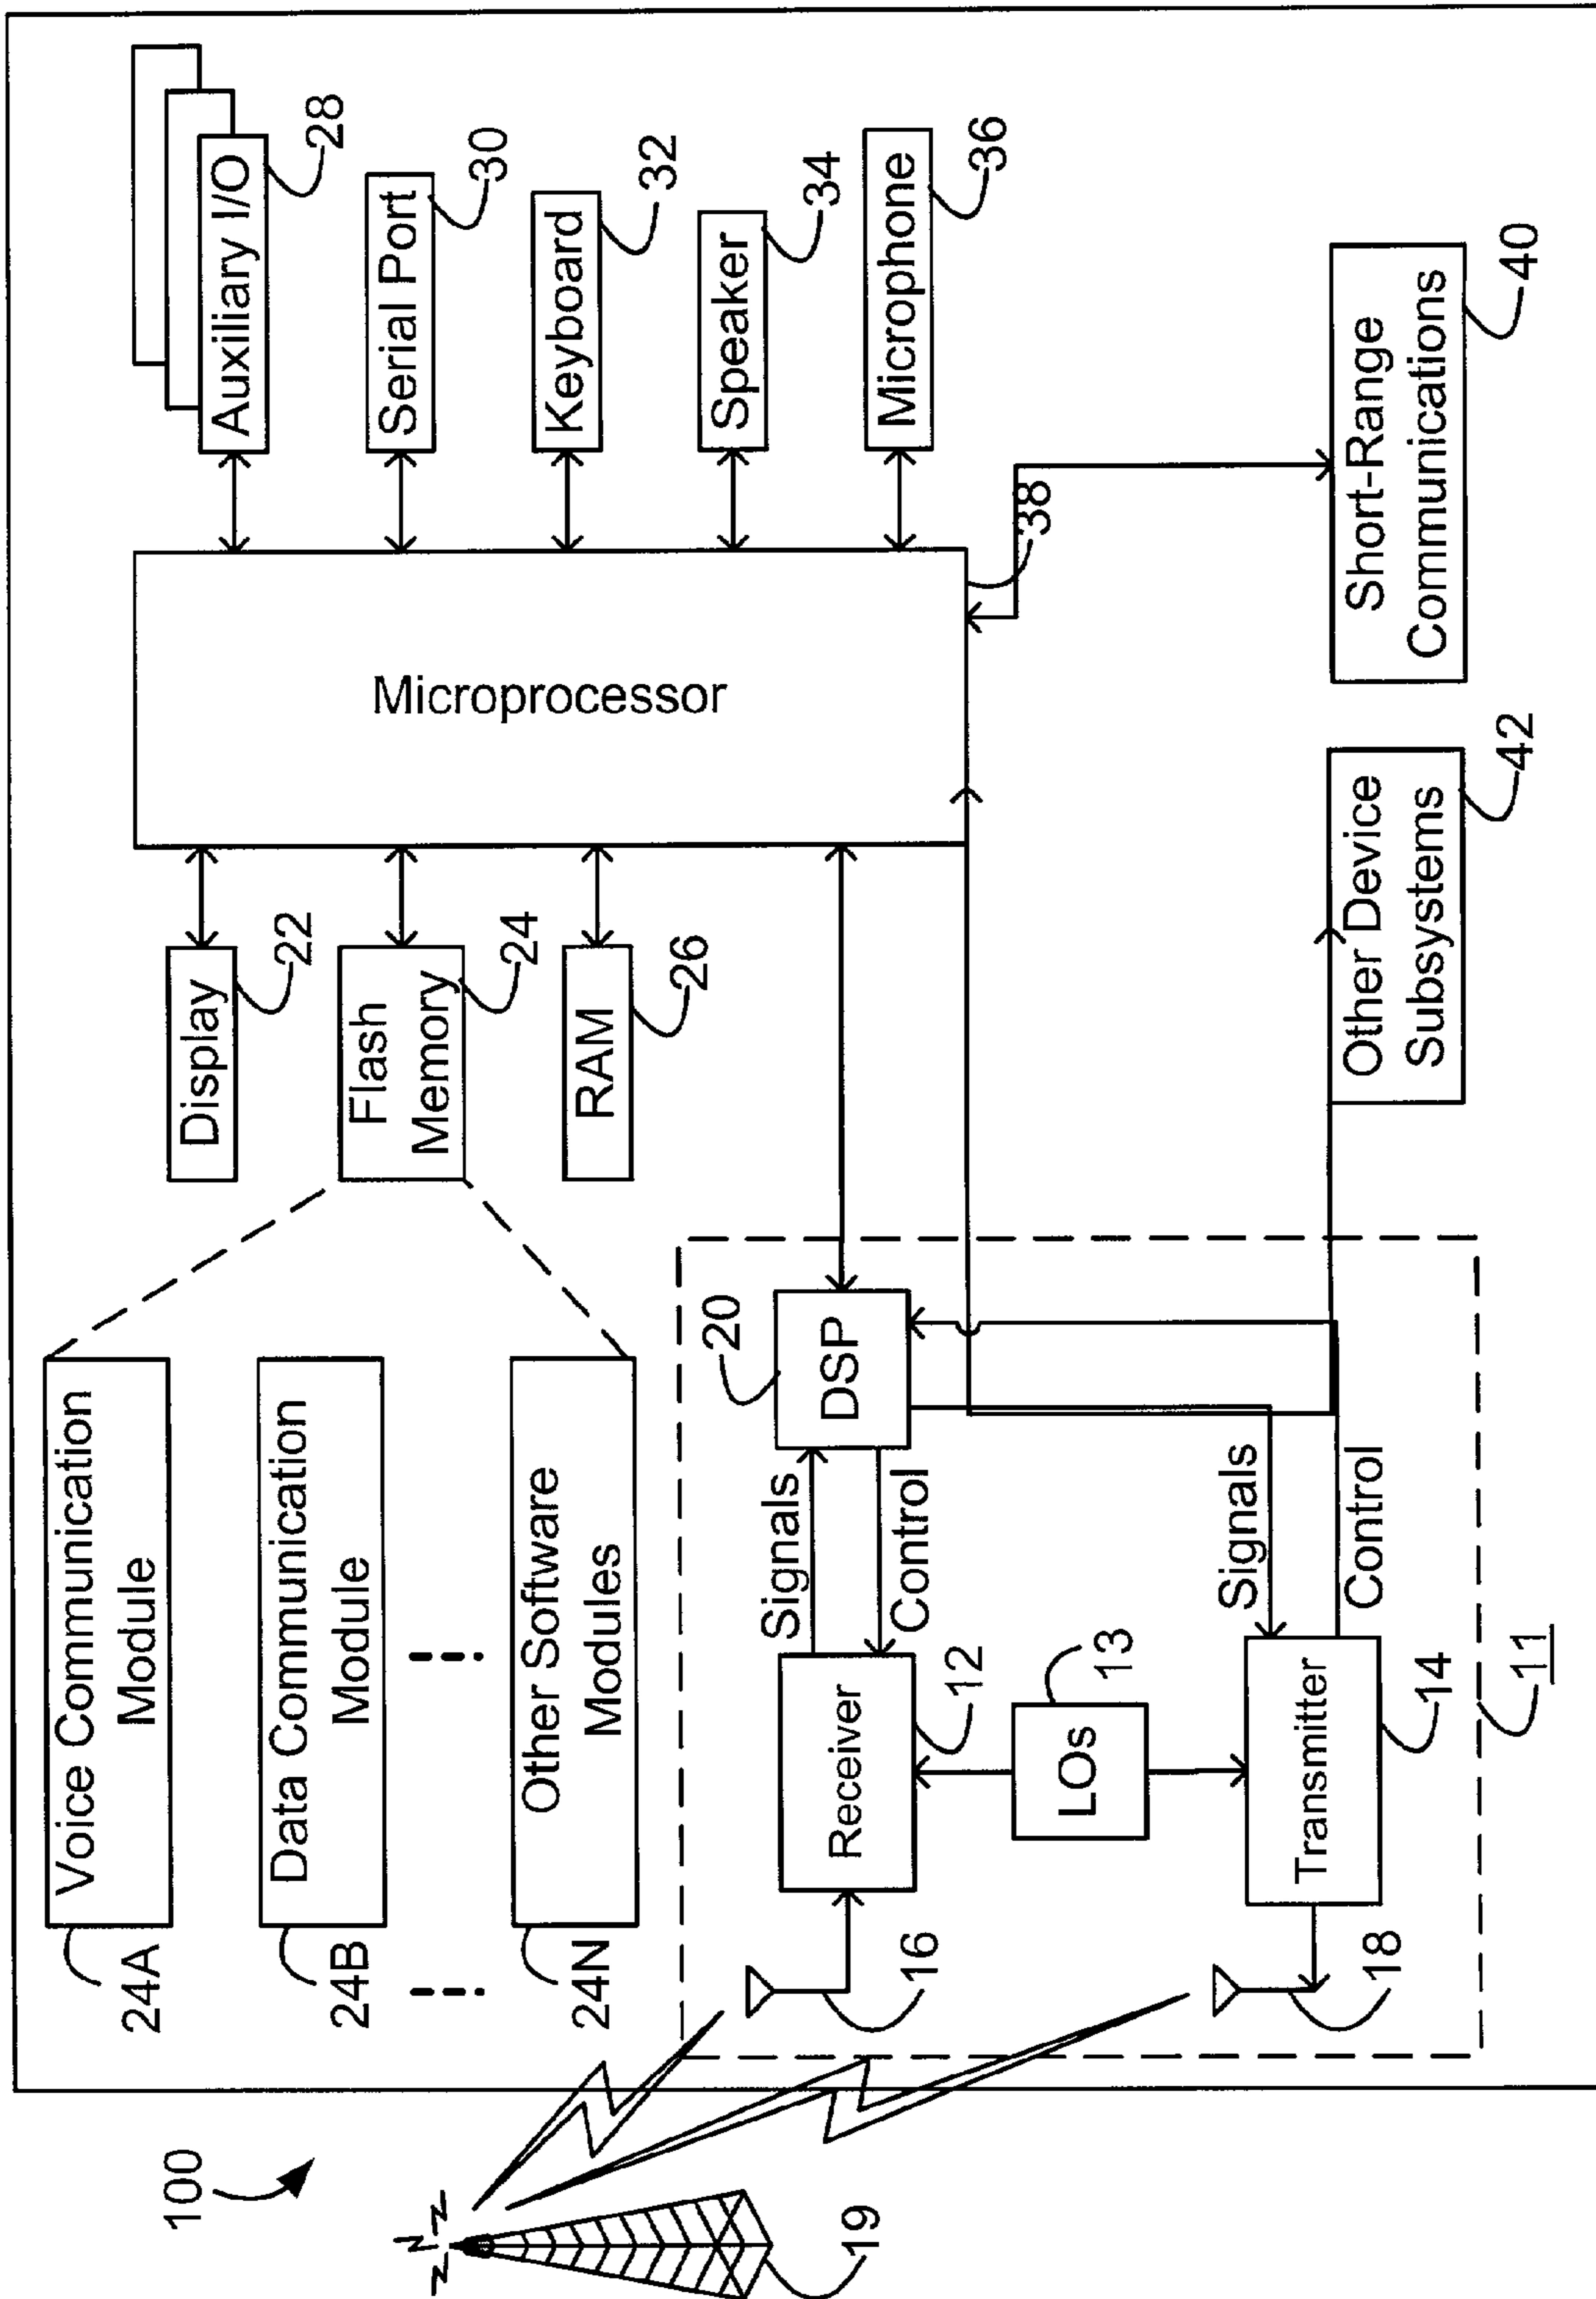 100
19
Voice Communication
Module
24A
Data Communication
Module
24B
Other Software
Modules
24N
Display
22
Flash
Memory
24
RAM
26
Microprocessor
38
Auxiliary I/O
28
Serial Port
30
Keyboard
32
Speaker
34
Microphone
36
Short-Range
Communications
40
Other Device
Subsystems
42
DSP
20
Signals
Control
Receiver
12
16
LOs
13
Signals
Control
Transmitter
14
18
11